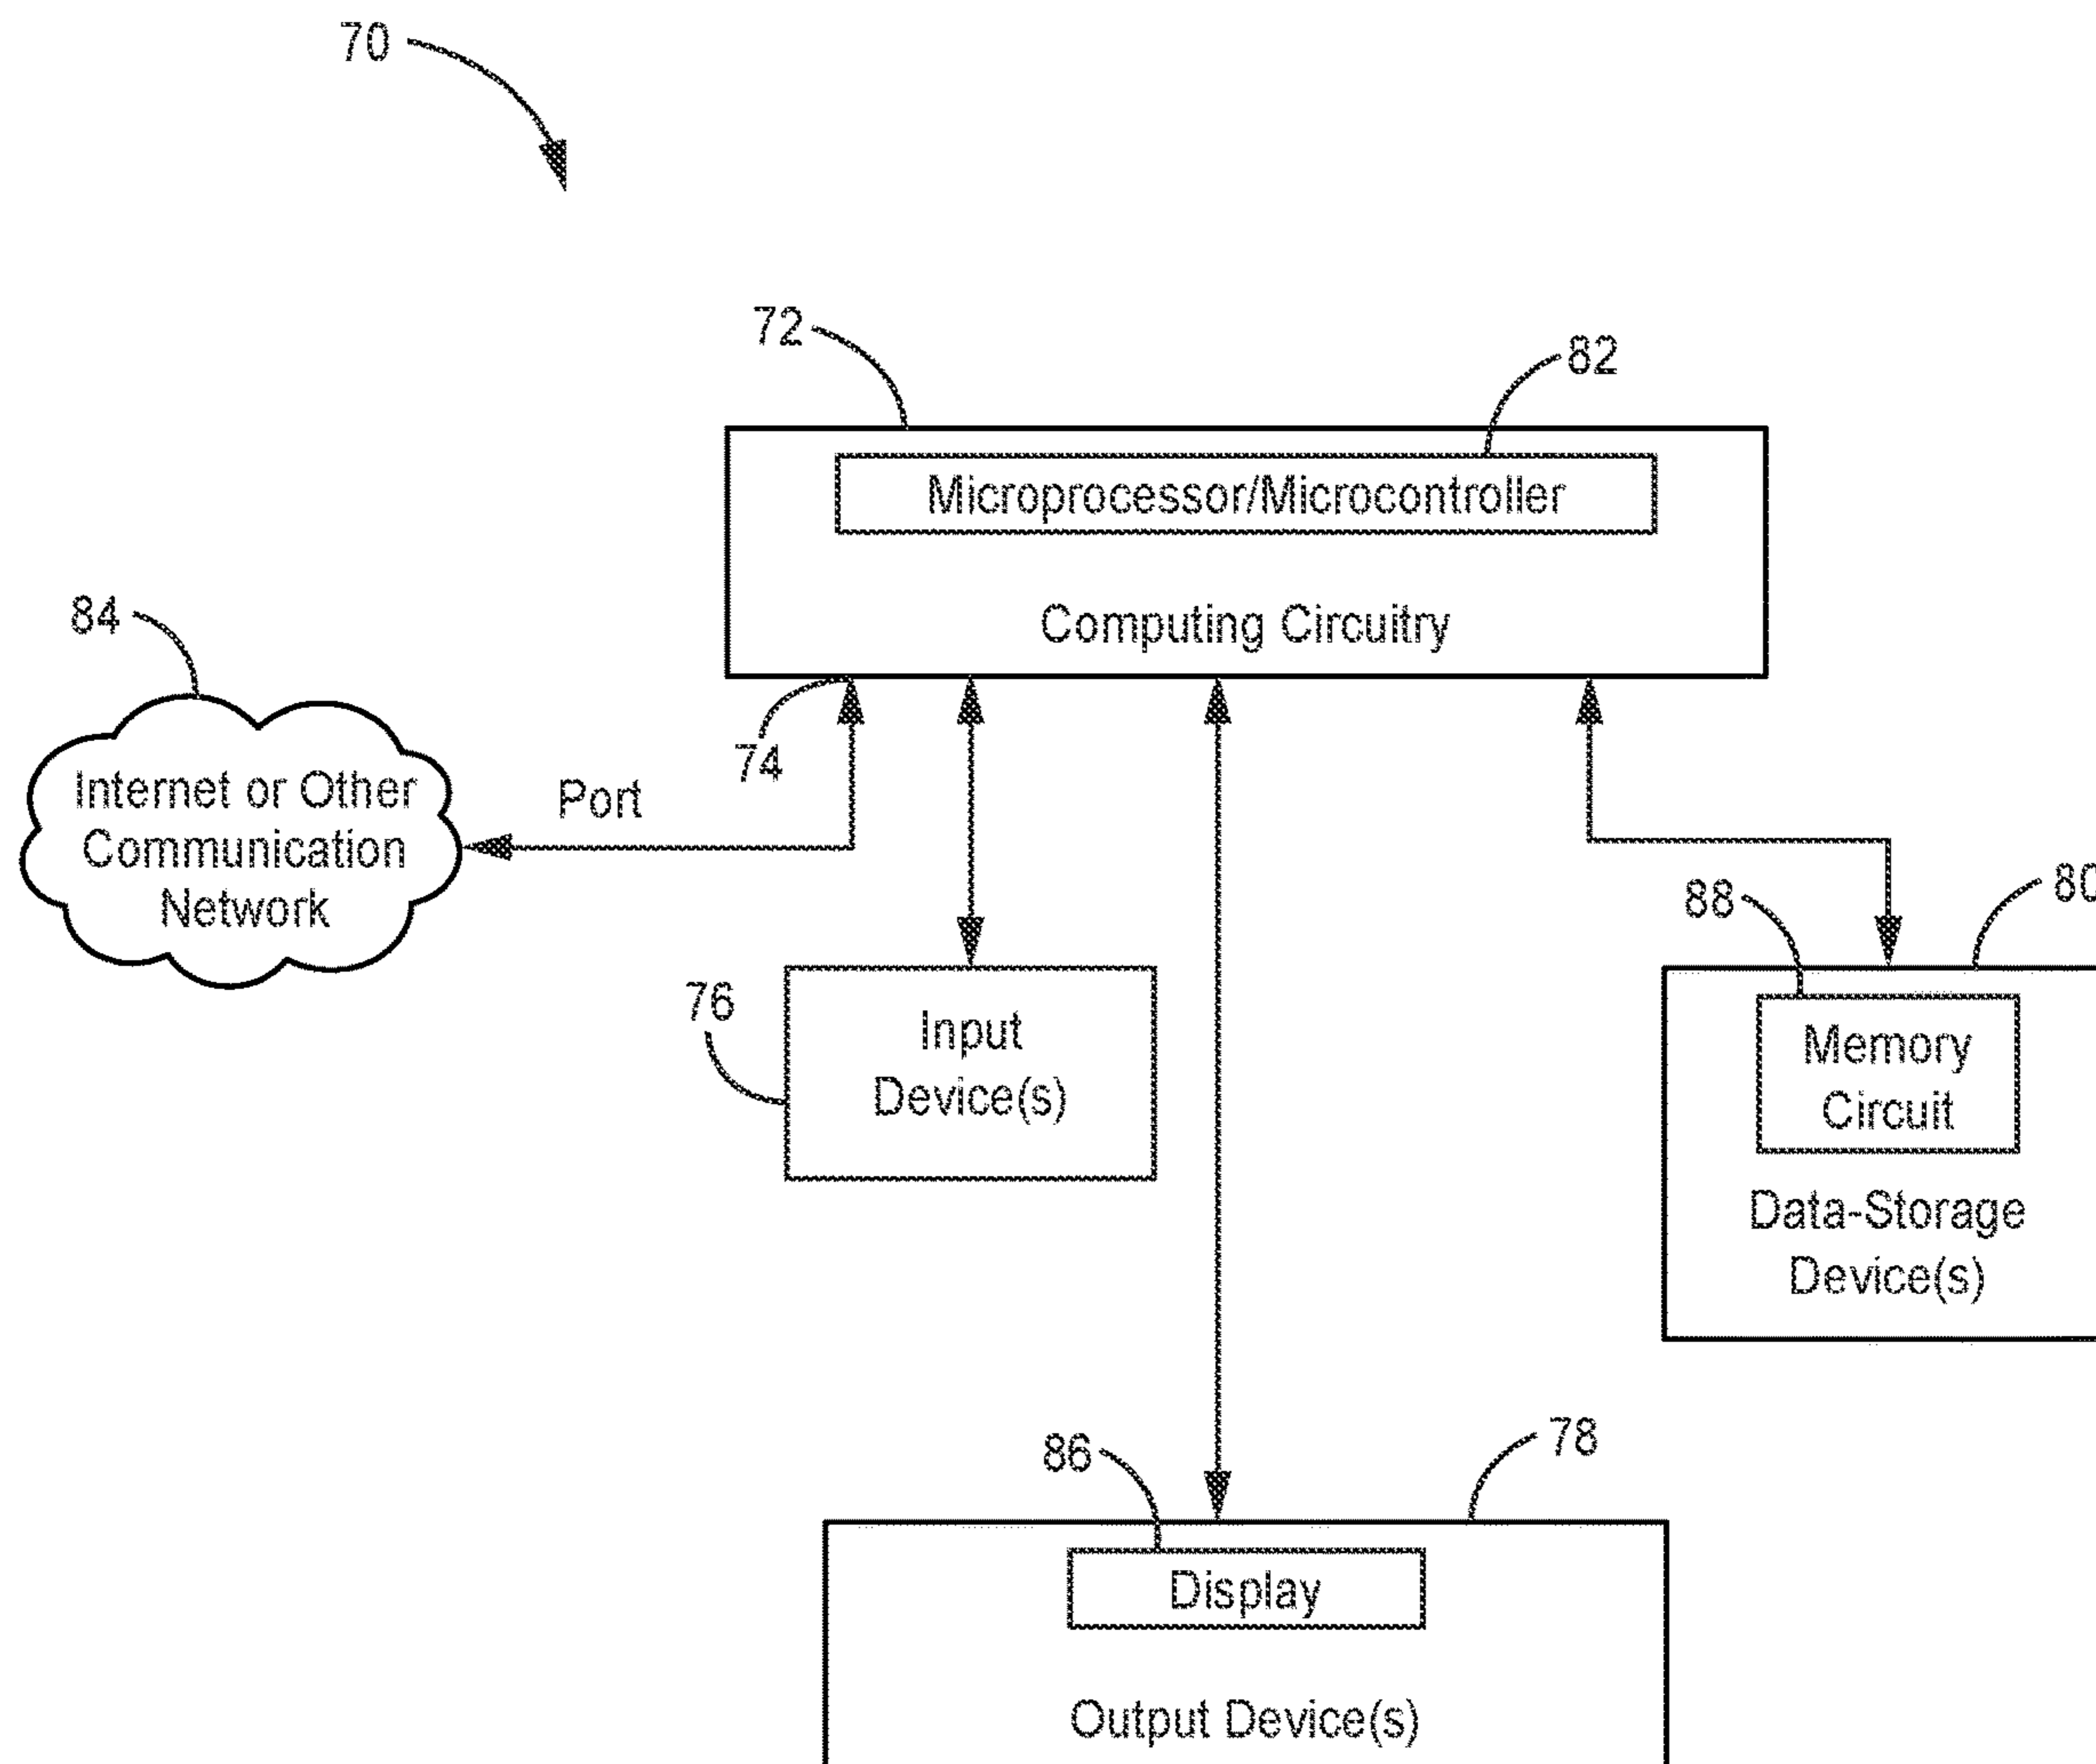 70
72
82
Microprocessor/Microcontroller
Computing Circuitry
84
74
Internet or Other
Communication
Network
Port
76
Input
Device(s)
88
80
Memory
Circuit
Data-Storage
Device(s)
86
78
Display
Output Device(s)